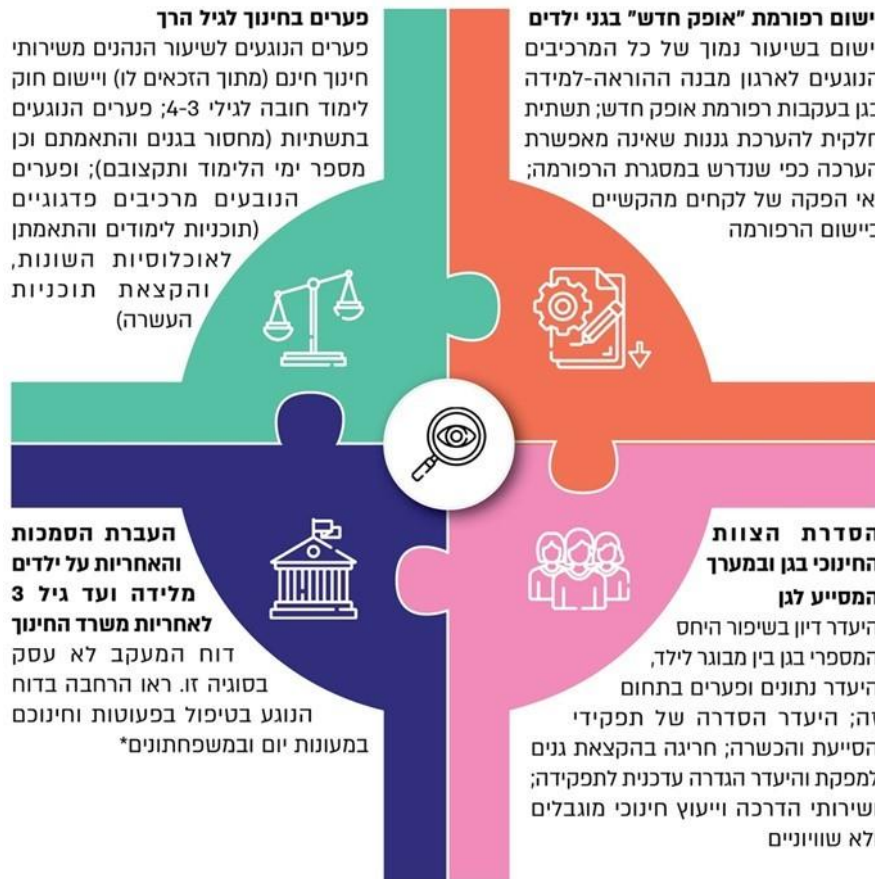 ישום רפורמת "אופק חדש" בגני ילדים
ישום בשיעור נמוך של כל המרכיבים
הנוגעים לארגון מבנה ההוראה-למידה
בגן בעקבות רפורמת אופק חדש; תשתית
חלקית להערכת גננות שאינה מאפשרת
הערכה כפי שנדרש במסגרת הרפורמה;
אי הפקה של לקחים מהקשיים
ביישום הרפורמה
פערים בחינוך לגיל הרך
פערים הנוגעים לשיעור הנהנים משירותי
חינוך חינם (מתוך הזכאים לו) ויישום חוק
לימוד חובה לגילי 4-3; פערים הנוגעים
בתשתיות (מחסור בגנים והתאמתם וכן
מספר ימי הלימוד ותקצובם); ופערים
הנובעים מרכיבים פדגוגיים
(תוכניות לימודים והתאמתן
לאוכלוסיות השונות,
והקצאת תוכניות
העשרה)
הסדרת הצוות
החינוכי בגן ובמערך
המסייע לגן
היעדר דיון בשיפור היחס
המספרי בגן בין מבוגר לילד,
היעדר נתונים ופערים בתחום
זה; היעדר הסדרה של תפקידי
הסייעת והכשרה; חריגה בהקצאת גנים
למפקת והיעדר הגדרה עדכנית לתפקידה;
ושירותי הדרכה וייעוץ חינוכי מוגבלים
ולא שוויוניים
העברת הסמכות
והאחריות על ילדים
מלידה ועד גיל 3
לאחריות משרד החינוך
דוח המעקב לא עסק
בסוגיה זו. ראו הרחבה בדוח
הנוגע בטיפול בפעוטות וחינוכם
במעונות יום ובמשפחתונים*